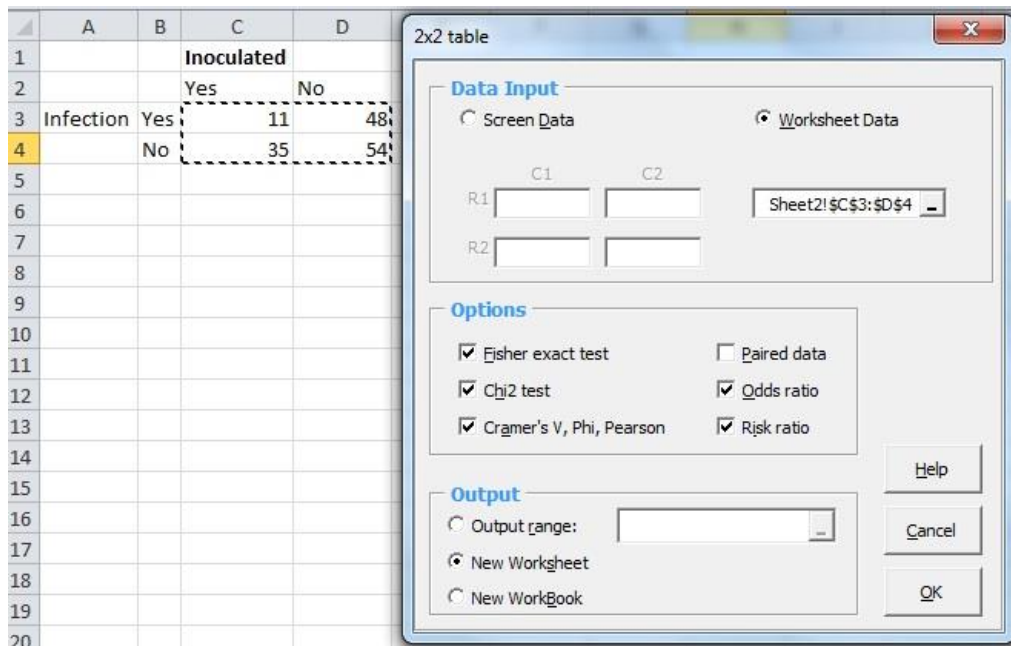 A B C D
1 Inoculated
2 Yes No
3 Infection Yes 11 48
4 No 35 54
5
6
7
8
9
10
11
12
13
14
15
16
17
18
19
20
2x2 table
Data Input
Screen Data Worksheet Data
C1 C2
R1 Sheet2!$C$3:$D$4 _
R2
Options
Fisher exact test Paired data
Chi2 test Odds ratio
Cramer's V, Phi, Pearson Risk ratio
Help
Output
Output range: _ Cancel
New Worksheet
New WorkBook OK